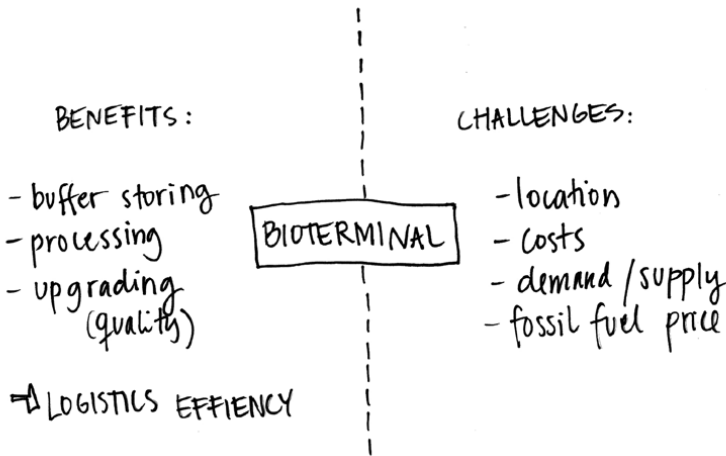 BENEFITS:
- buffer storing
- processing
- upgrading
(quality)
→ LOGISTICS EFFIENCY
BIOTERMINAL
CHALLENGES:
- location
- costs
- demand / supply
- fossil fuel price